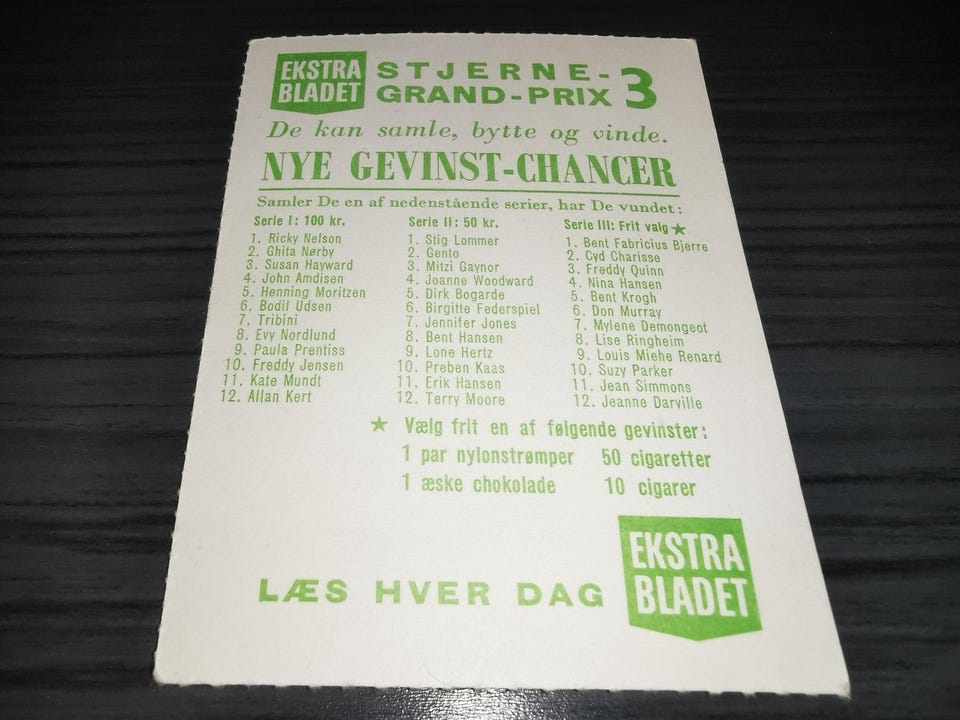 EKSTRA
BLADET
STJERNE-
GRAND-PRIX 3
De kan samle, bytte og vinde.
NYE GEVINST-CHANCER
Samler De en af nedenstående serier, har De vundet:
Serie I: 100 kr.
1. Ricky Nelson
2. Ghita Nørby
3. Susan Hayward
4. John Amdisen
5. Henning Moritzen
6. Bodil Udsen
7. Tribini
8. Evy Nordlund
9. Paula Prentiss
10. Freddy Jensen
11. Kate Mundt
12. Allan Kert
Serie II: 50 kr.
1. Stig Lommer
2. Gento
3. Mitzi Gaynor
4. Joanne Woodward
5. Dirk Bogarde
6. Birgitte Federspiel
7. Jennifer Jones
8. Bent Hansen
9. Lone Hertz
10. Preben Kaas
11. Erik Hansen
12. Terry Moore
Serie III: Frit valg ★
1. Bent Fabricius Bjerre
2. Cyd Charisse
3. Freddy Quinn
4. Nina Hansen
5. Bent Krogh
6. Don Murray
7. Mylene Demongeot
8. Lise Ringheim
9. Louis Miehe Renard
10. Suzy Parker
11. Jean Simmons
12. Jeanne Darville
★ Vælg frit en af følgende gevinster:
1 par nylonstrømper 50 cigaretter
1 æske chokolade 10 cigarer
LÆS HVER DAG
EKSTRA
BLADET